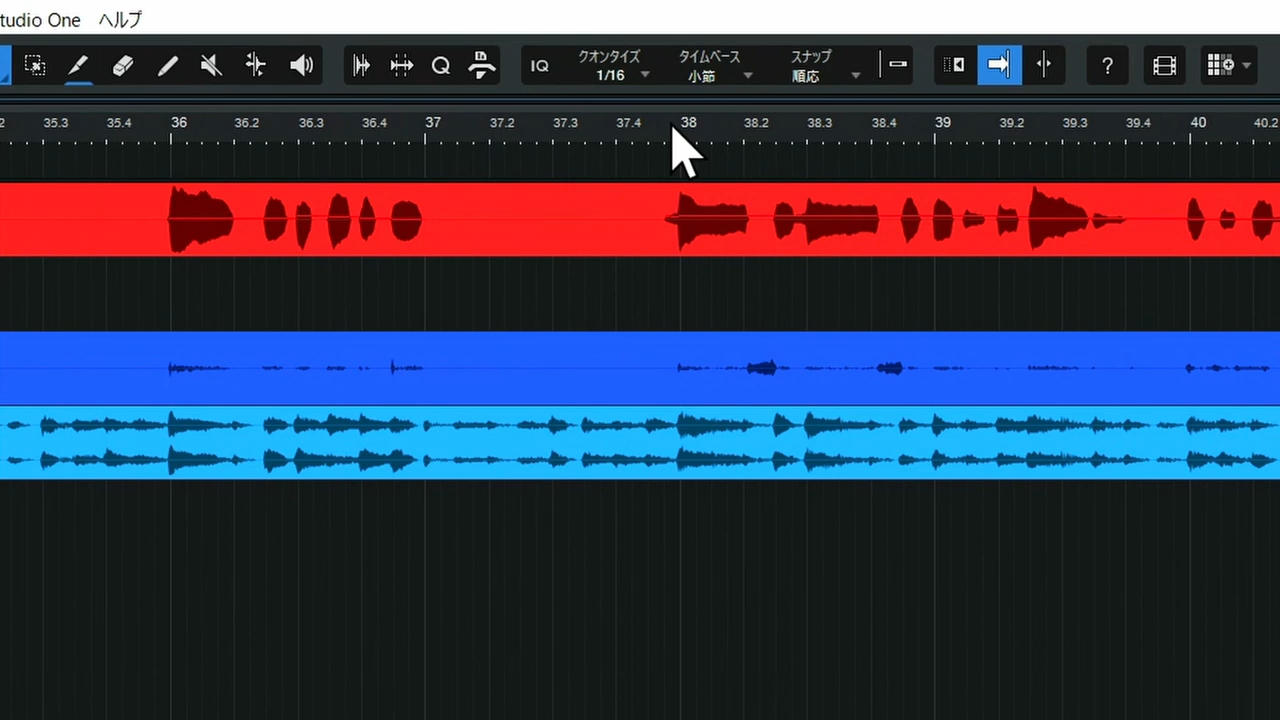 tudio One ヘルプ
IQ クオンタイズ タイムベース スナップ
1/16 小節 順応
Q ?
2 35.3 35.4 36 36.2 36.3 36.4 37 37.2 37.3 37.4 38 38.2 38.3 38.4 39 39.2 39.3 39.4 40 40.2